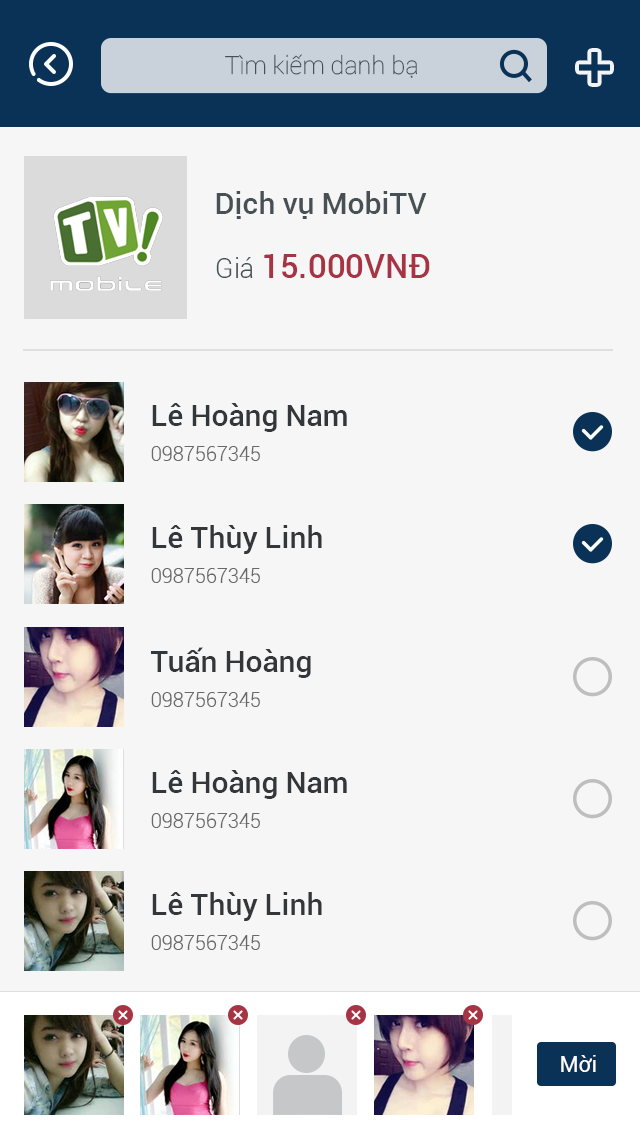 Tìm kiếm danh bạ
TV!
mobile
Dịch vụ MobiTV
Giá 15.000VNĐ
Lê Hoàng Nam
0987567345
Lê Thùy Linh
0987567345
Tuấn Hoàng
0987567345
Lê Hoàng Nam
0987567345
Lê Thùy Linh
0987567345
Mời